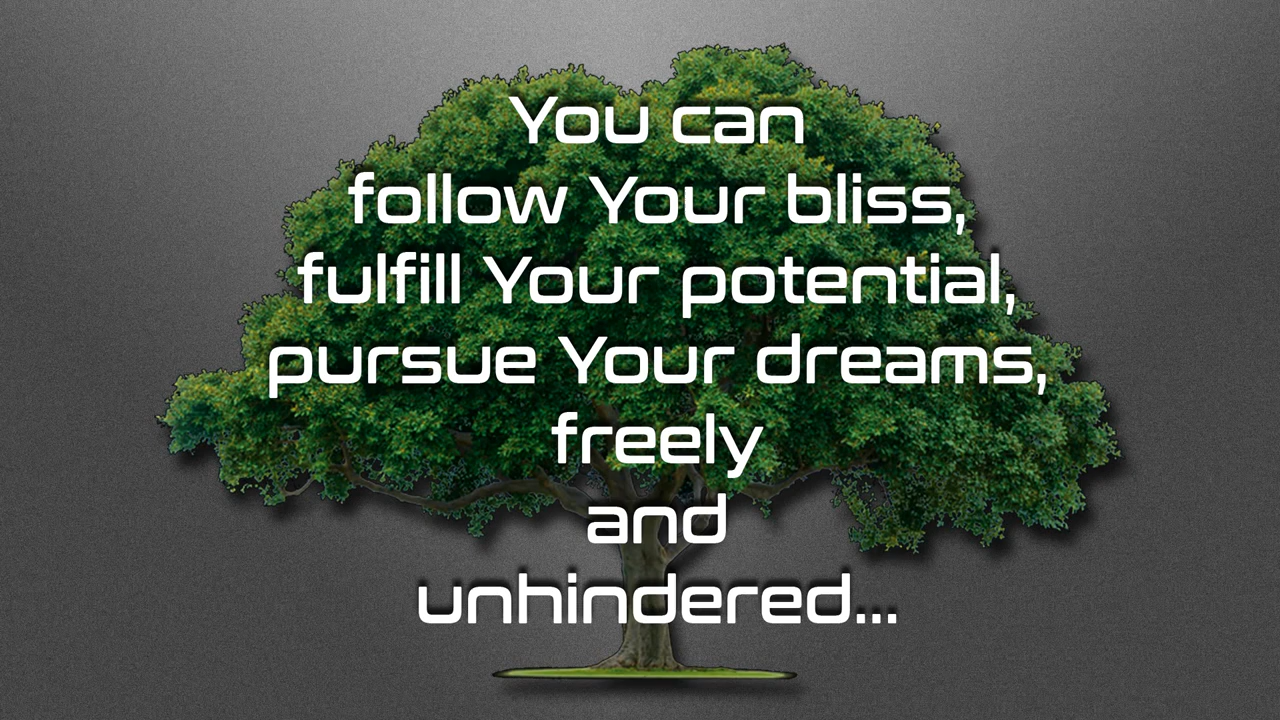 You can
follow Your bliss,
fulfill Your potential,
pursue Your dreams,
freely
and
unhindered...